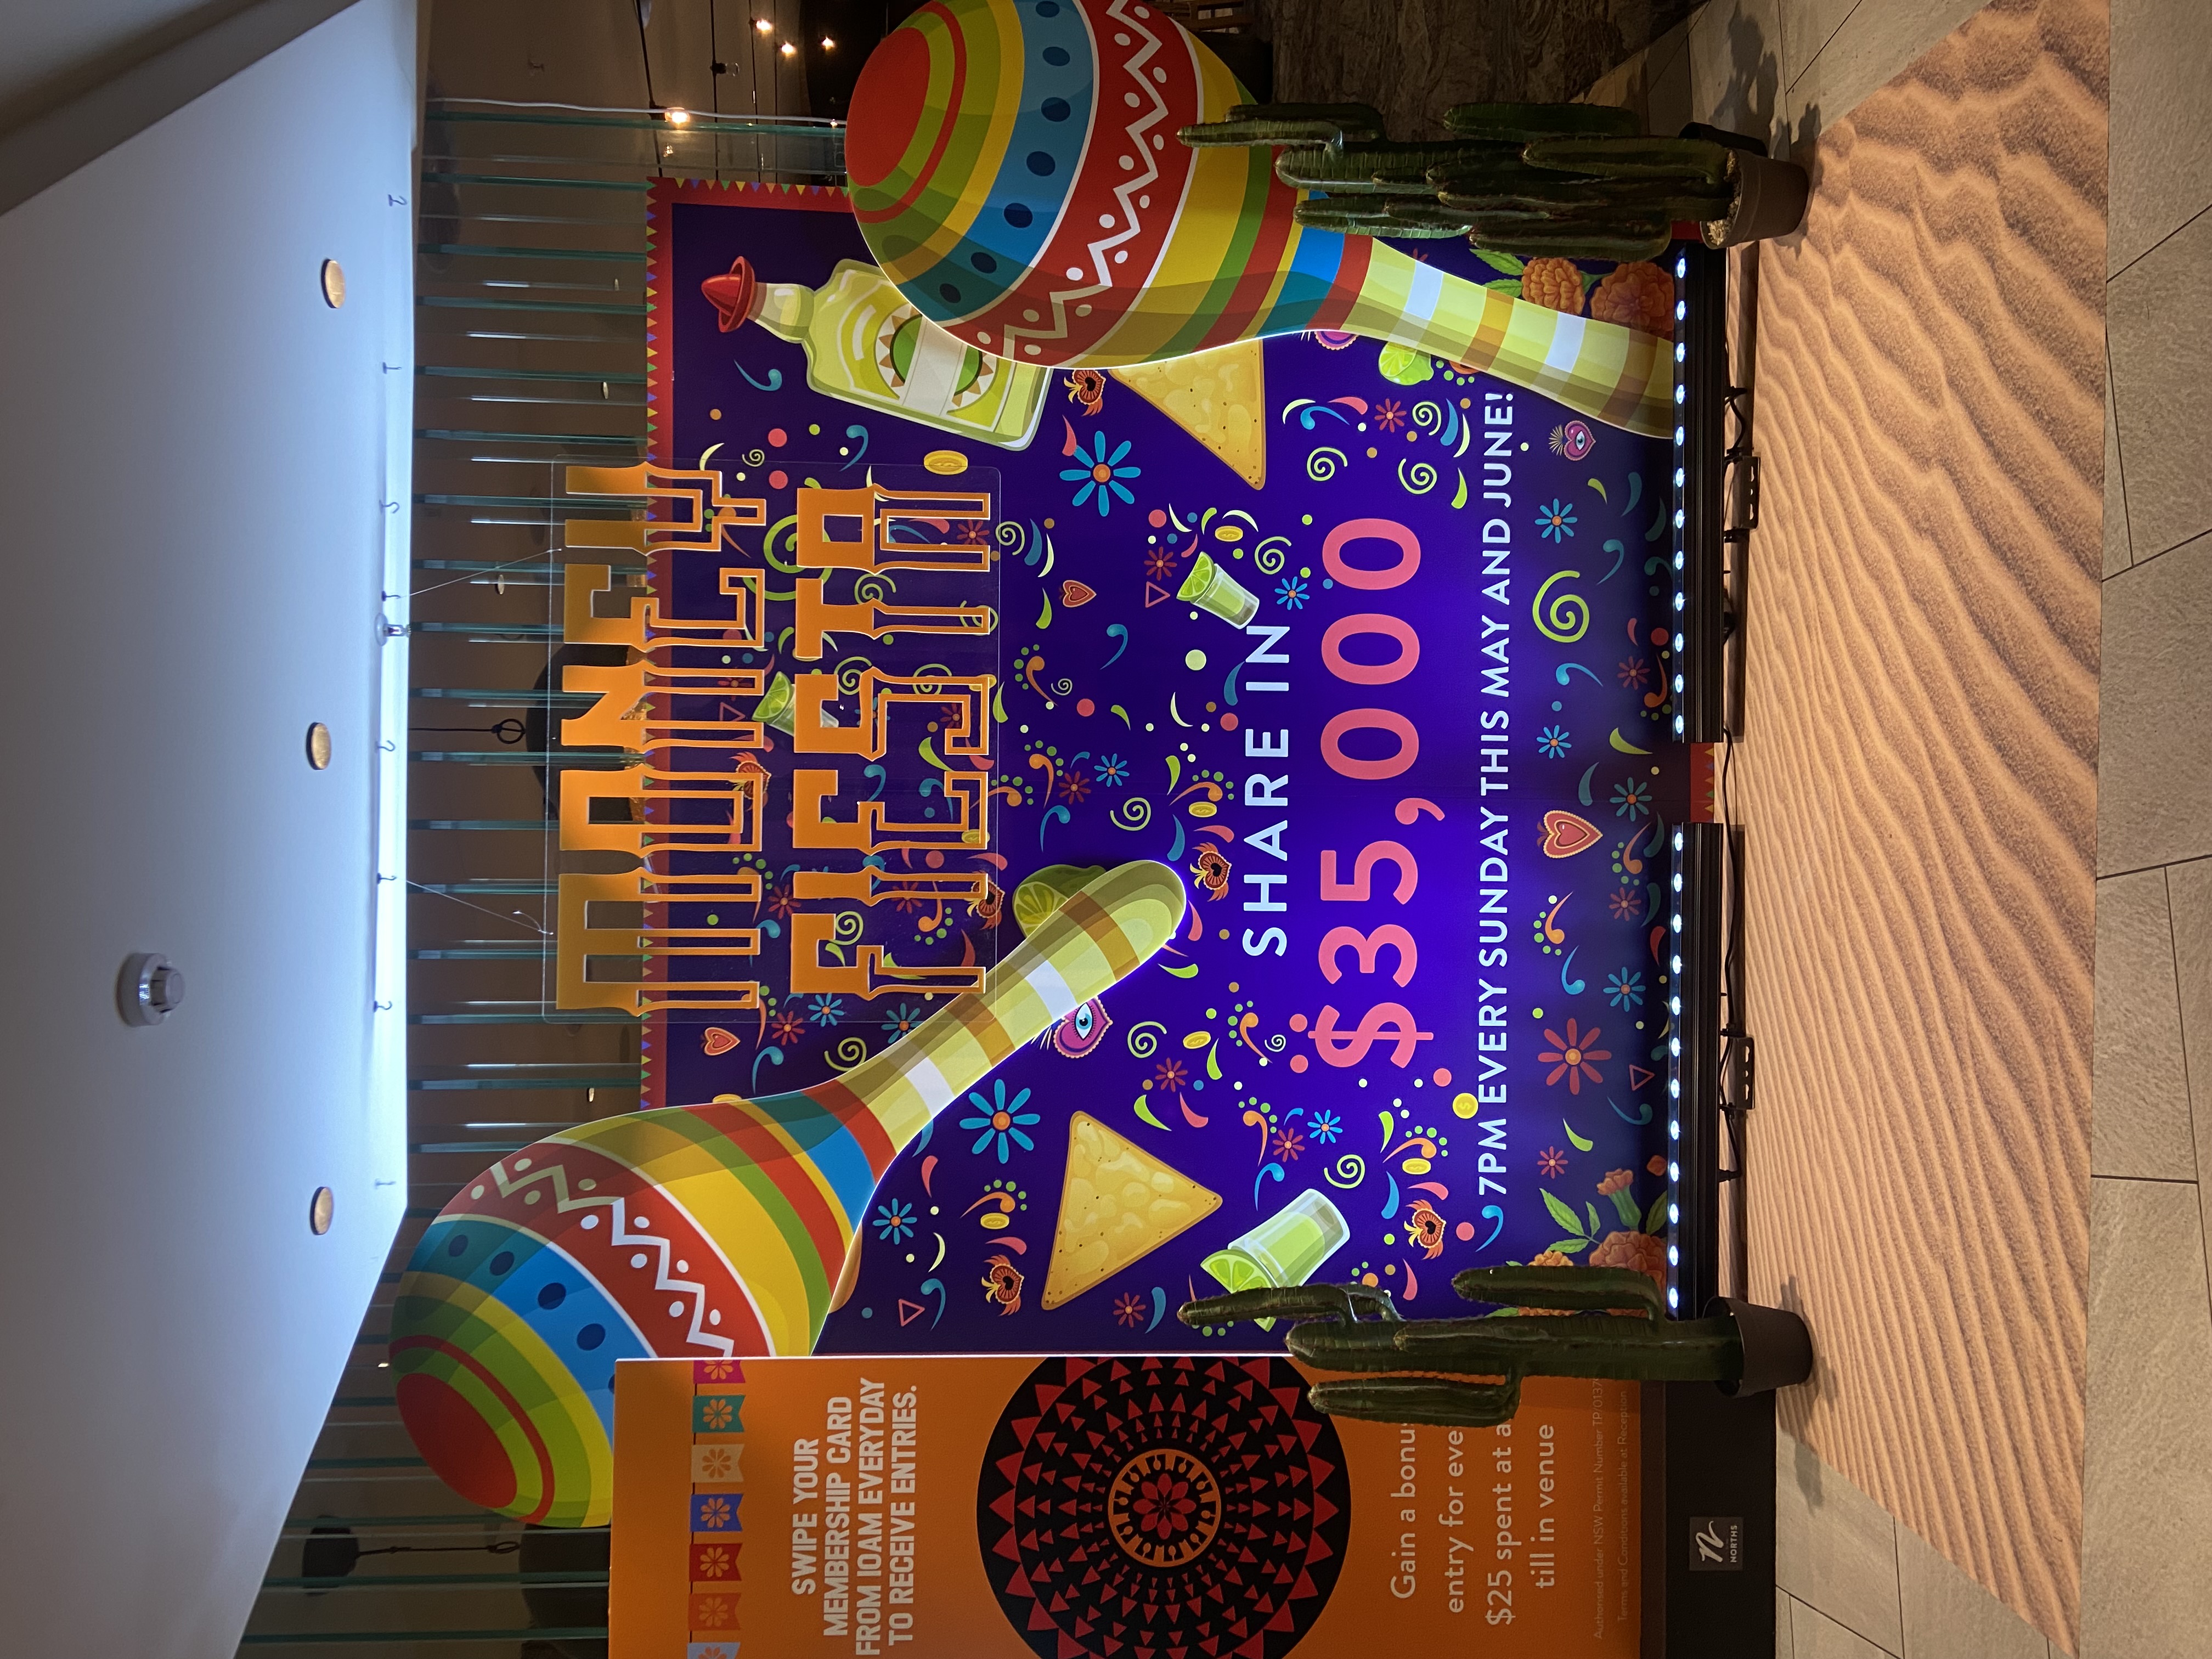 MONEY
FIESTA
SHARE IN
$35,000
7PM EVERY SUNDAY THIS MAY AND JUNE!
SWIPE YOUR
MEMBERSHIP CARD
FROM 10AM EVERYDAY
TO RECEIVE ENTRIES.
Gain a bonus
entry for eve
$25 spent at a
till in venue
Authorised under NSW Permit Number TP/0137
Terms and Conditions available at Reception
n
NORTHS